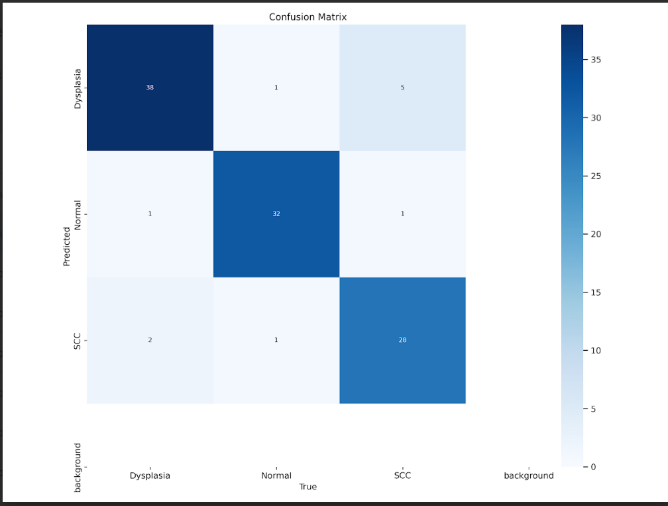 Confusion Matrix
Dysplasia
38
1
5
Normal
1
32
1
SCC
2
1
28
background
Predicted
Dysplasia
Normal
SCC
background
True
35
30
25
20
15
10
5
0